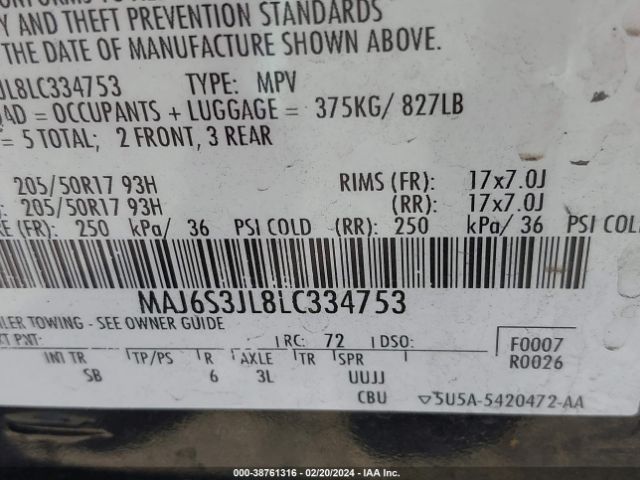 Y AND THEFT PREVENTION STANDARDS
THE DATE OF MANUFACTURE SHOWN ABOVE.
JL8LC334753 TYPE: MPV
AD = OCCUPANTS + LUGGAGE = 375KG/ 827LB
= 5 TOTAL; 2 FRONT, 3 REAR
205/50R17 93H RIMS (FR): 17x7.0J
: 205/50R17 93H (RR): 17x7.0J
RE (FR): 250 kPa/ 36 PSI COLD (RR): 250 kPa/ 36 PSI COL
MAJ6S3JL8LC334753
ILER TOWING - SEE OWNER GUIDE
XT PNT: RC: 72 DSO: F0007
INT TR TP/PS R AXLE TR SPR R0026
SB 6 3L UUJJ
CBU 5U5A-5420472-AA
000-38761316 - 02/20/2024 - IAA Inc.